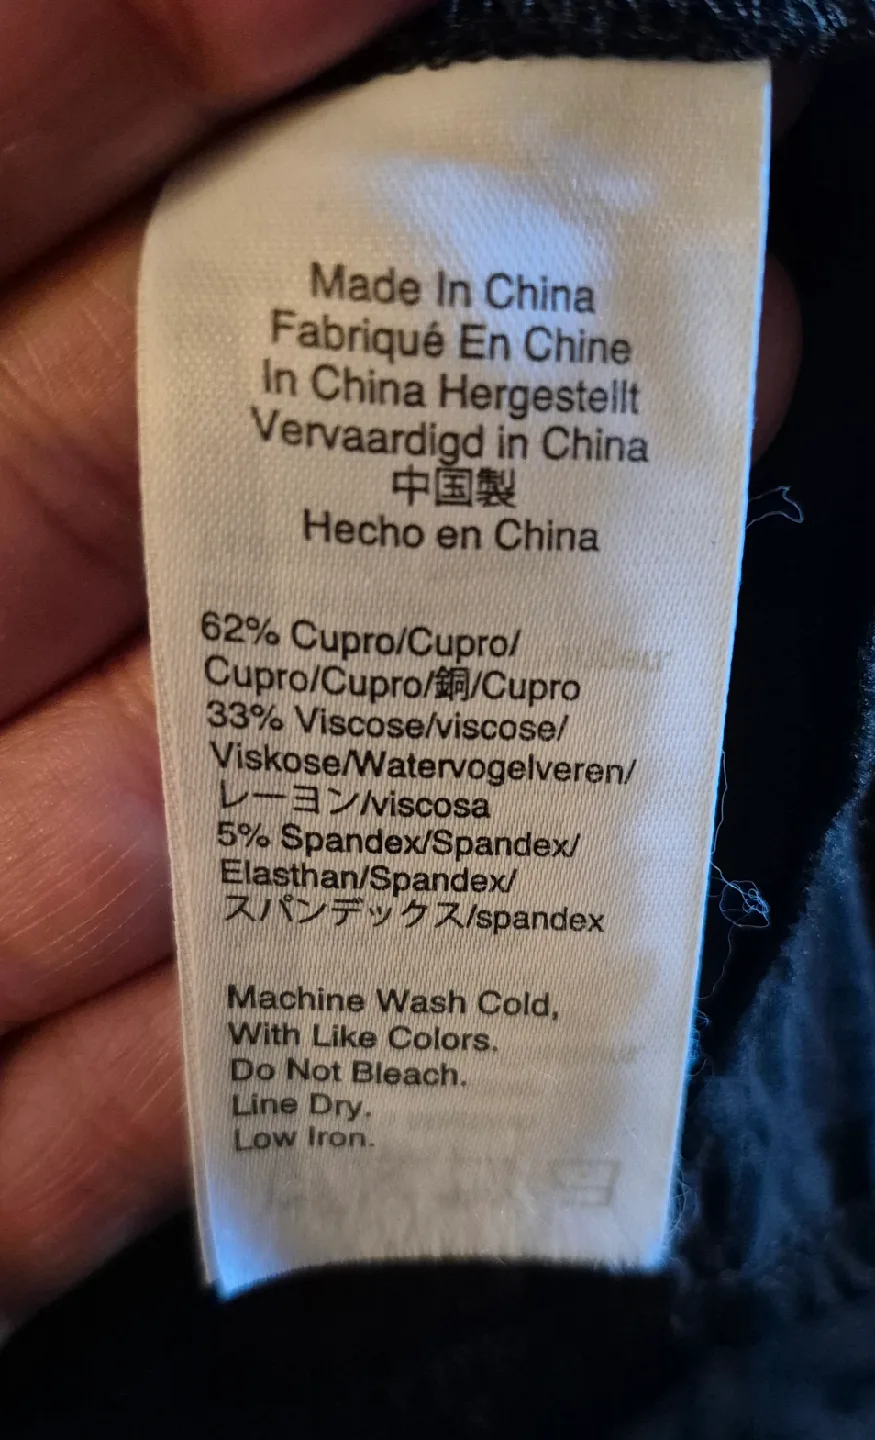 Made In China
Fabriqué En Chine
In China Hergestellt
Vervaardigd in China
中国製
Hecho en China
62% Cupro/Cupro/
Cupro/Cupro/銅/Cupro
33% Viscose/viscose/
Viskose/Watervogelveren/
レーヨン/viscosa
5% Spandex/Spandex/
Elasthan/Spandex/
スパンデックス/spandex
Machine Wash Cold,
With Like Colors.
Do Not Bleach.
Line Dry.
Low Iron.